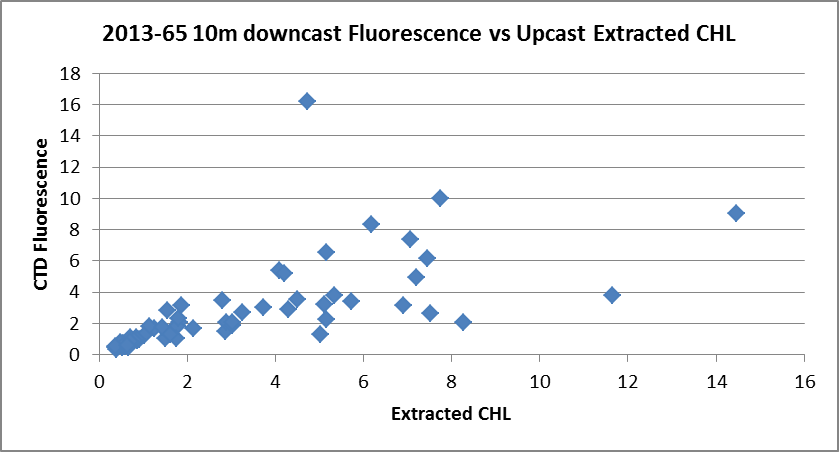 2013-65 10m downcast Fluorescence vs Upcast Extracted CHL
18
16
14
12
10
8
6
4
2
0
CTD Fluorescence
0 2 4 6 8 10 12 14 16
Extracted CHL